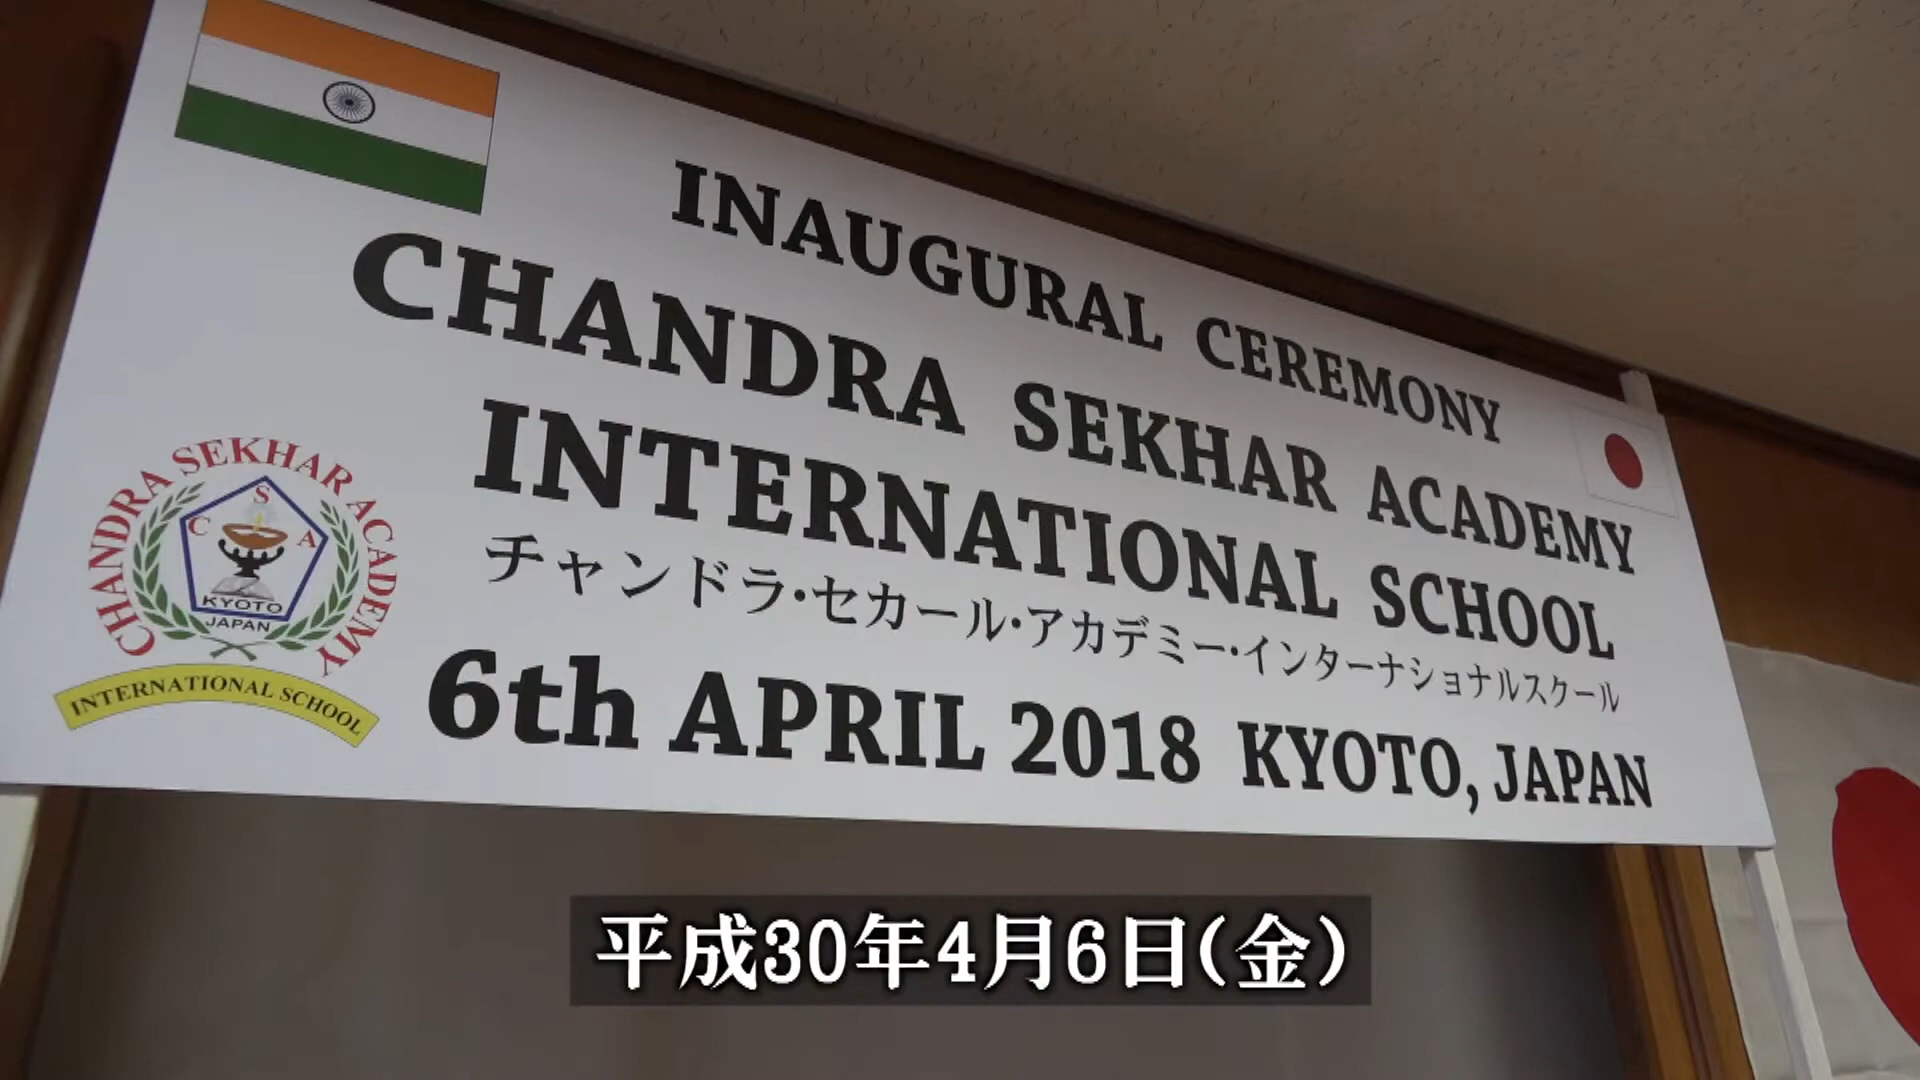 INAUGURAL CEREMONY
CHANDRA SEKHAR ACADEMY
INTERNATIONAL SCHOOL
チャンドラ・セカール・アカデミー・インターナショナルスクール
6th APRIL 2018 KYOTO, JAPAN
CHANDRA SEKHAR ACADEMY
S
C A
KYOTO
JAPAN
INTERNATIONAL SCHOOL
平成30年4月6日(金)